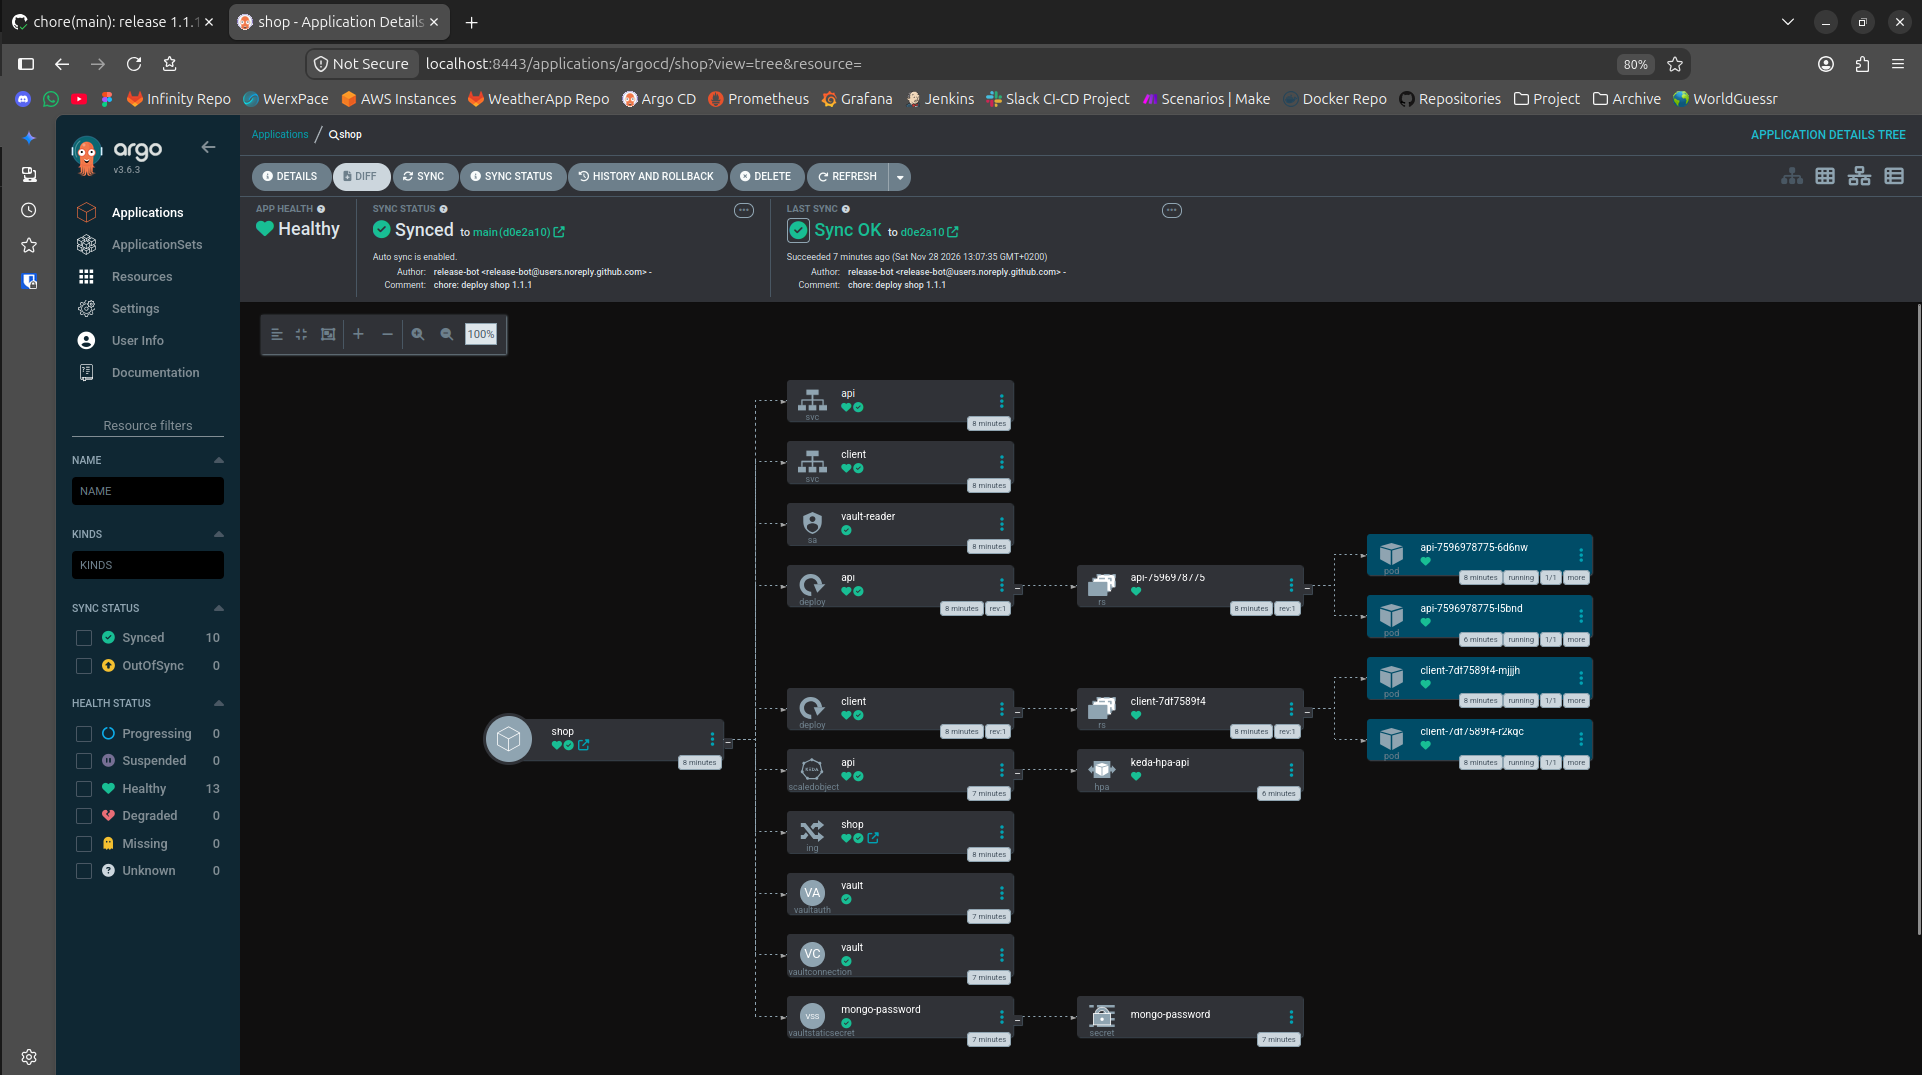 chore(main): release 1.1.1
shop - Application Details
Not Secure
localhost:8443/applications/argocd/shop?view=tree&resource=
80%
Infinity Repo
WerxPace
AWS Instances
WeatherApp Repo
Argo CD
Prometheus
Grafana
Jenkins
Slack CI-CD Project
Scenarios | Make
Docker Repo
Repositories
Project
Archive
WorldGuessr
argo
v3.6.3
Applications
ApplicationSets
Resources
Settings
User Info
Documentation
Resource filters
NAME
NAME
KINDS
KINDS
SYNC STATUS
Synced 10
OutOfSync 0
HEALTH STATUS
Progressing 0
Suspended 0
Healthy 13
Degraded 0
Missing 0
Unknown 0
Applications / shop
APPLICATION DETAILS TREE
DETAILS
DIFF
SYNC
SYNC STATUS
HISTORY AND ROLLBACK
DELETE
REFRESH
APP HEALTH
Healthy
SYNC STATUS
Synced to main (d0e2a10)
Auto sync is enabled.
Author: release-bot <release-bot@users.noreply.github.com> -
Comment: chore: deploy shop 1.1.1
LAST SYNC
Sync OK to d0e2a10
Succeeded 7 minutes ago (Sat Nov 28 2026 13:07:35 GMT+0200)
Author: release-bot <release-bot@users.noreply.github.com> -
Comment: chore: deploy shop 1.1.1
100%
shop
8 minutes
api
svc
8 minutes
client
svc
8 minutes
vault-reader
sa
8 minutes
api
deploy
8 minutes rev:1
client
deploy
8 minutes rev:1
api
KEDA
scaledobject
7 minutes
shop
ing
8 minutes
VA
vault
vaultauth
7 minutes
VC
vault
vaultconnection
7 minutes
VSS
mongo-password
vaultstaticsecret
7 minutes
api-7596978775
rs
8 minutes rev:1
client-7df7589f4
rs
8 minutes rev:1
keda-hpa-api
hpa
6 minutes
mongo-password
secret
7 minutes
api-7596978775-6d6nw
pod
8 minutes running 1/1 more
api-7596978775-l5bnd
pod
6 minutes running 1/1 more
client-7df7589f4-mjjjh
pod
8 minutes running 1/1 more
client-7df7589f4-r2kqc
pod
8 minutes running 1/1 more